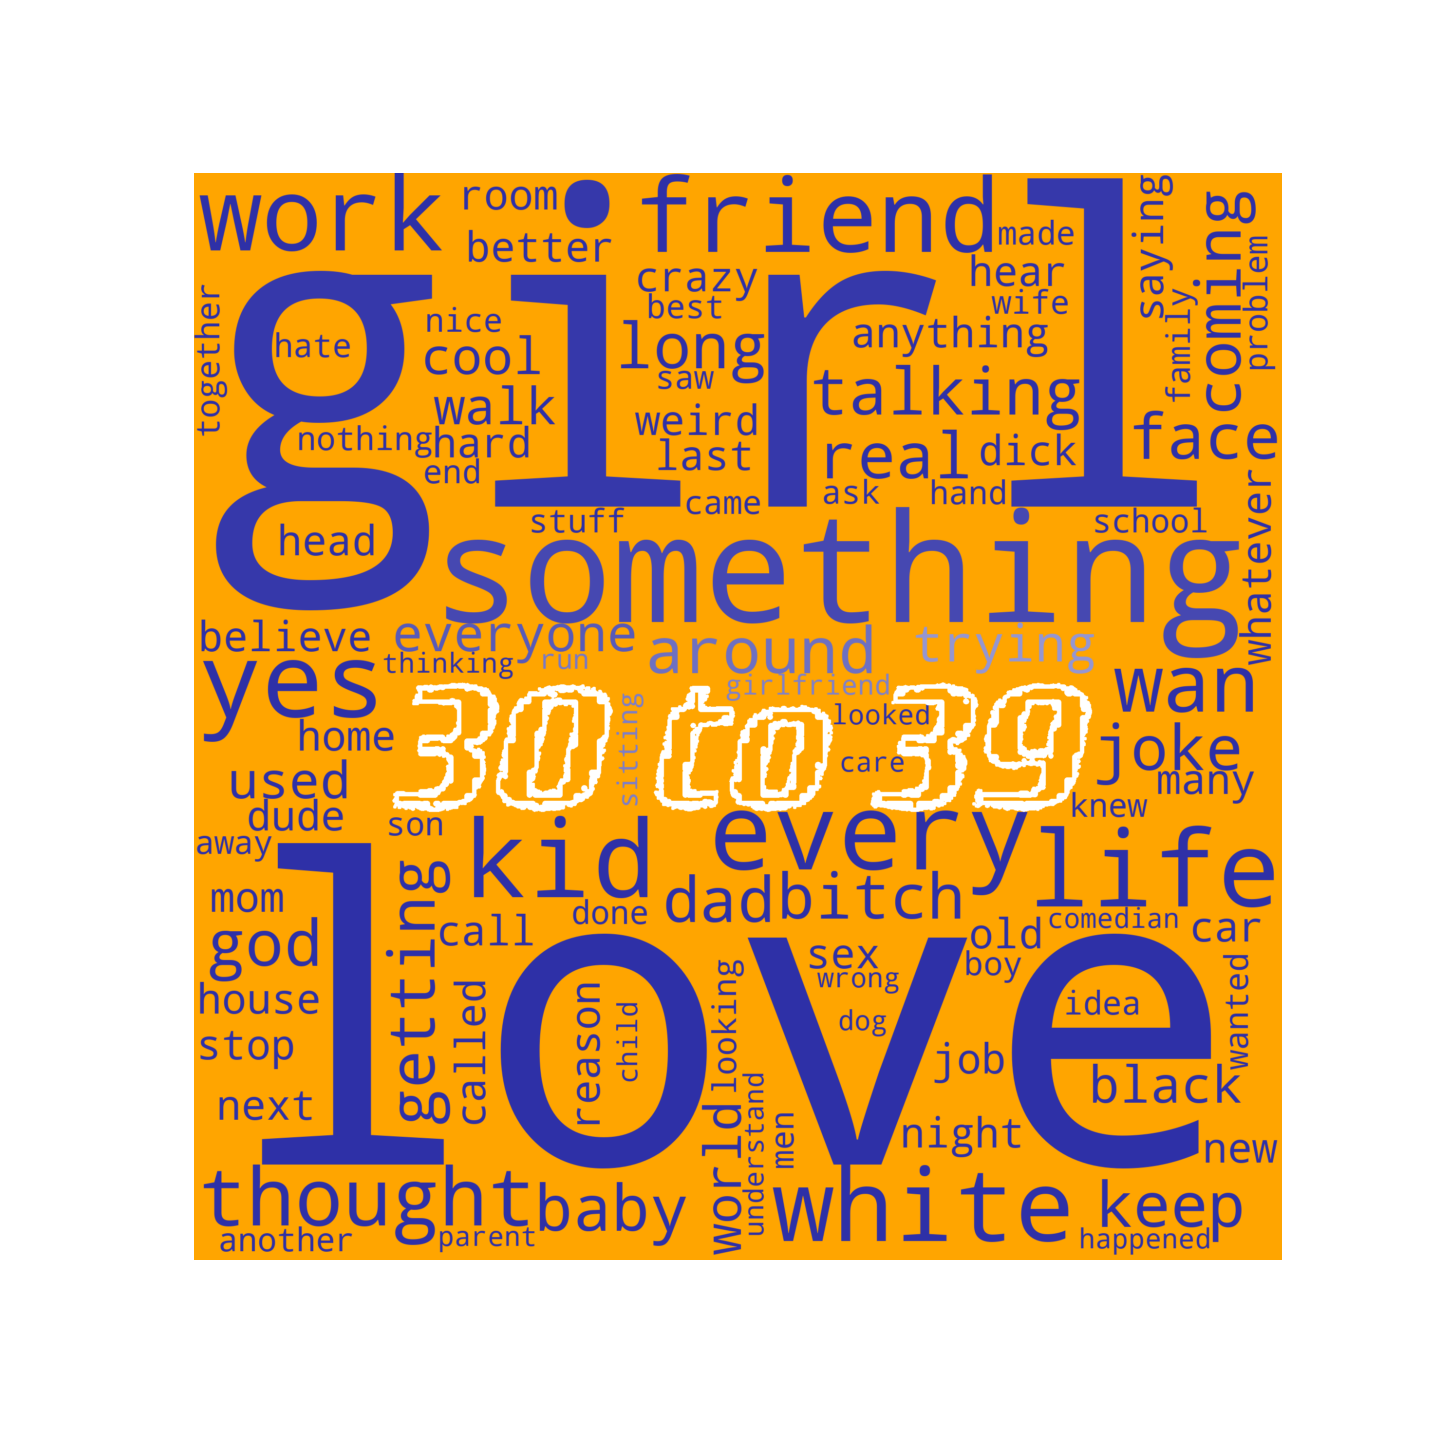 work
room
friend
made
saying
coming
better
crazy
hear
problem
girl
together
hate
nice
best
wife
family
cool
long
anything
saw
walk
talking
nothing
hard
weird
face
last
real
dick
end
came
ask
hand
whatever
head
stuff
school
something
believe
everyone
around
trying
yes
thinking
run
girlfriend
wan
30 to 39
looked
home
sitting
care
joke
used
many
dude
son
knew
away
kid
every
life
mom
getting
call
done
dad
bitch
comedian
car
god
love
sex
old
boy
house
called
reason
child
looking
wrong
idea
wanted
stop
dog
job
next
world
understand
men
night
black
new
thought
baby
white
keep
another
parent
happened